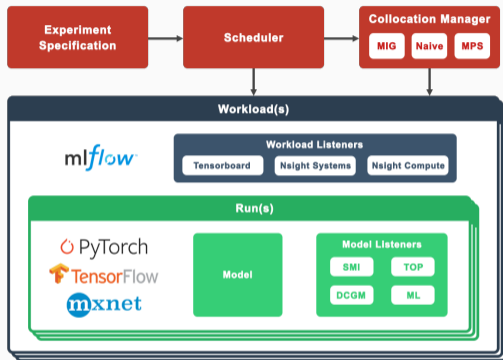 Experiment
Specification
Scheduler
Collocation Manager
MIG
Naive
MPS
Workload(s)
mlflow
Workload Listeners
Tensorboard
Nsight Systems
Nsight Compute
Run(s)
PyTorch
TensorFlow
mxnet
Model
Model Listeners
SMI
TOP
DCGM
ML